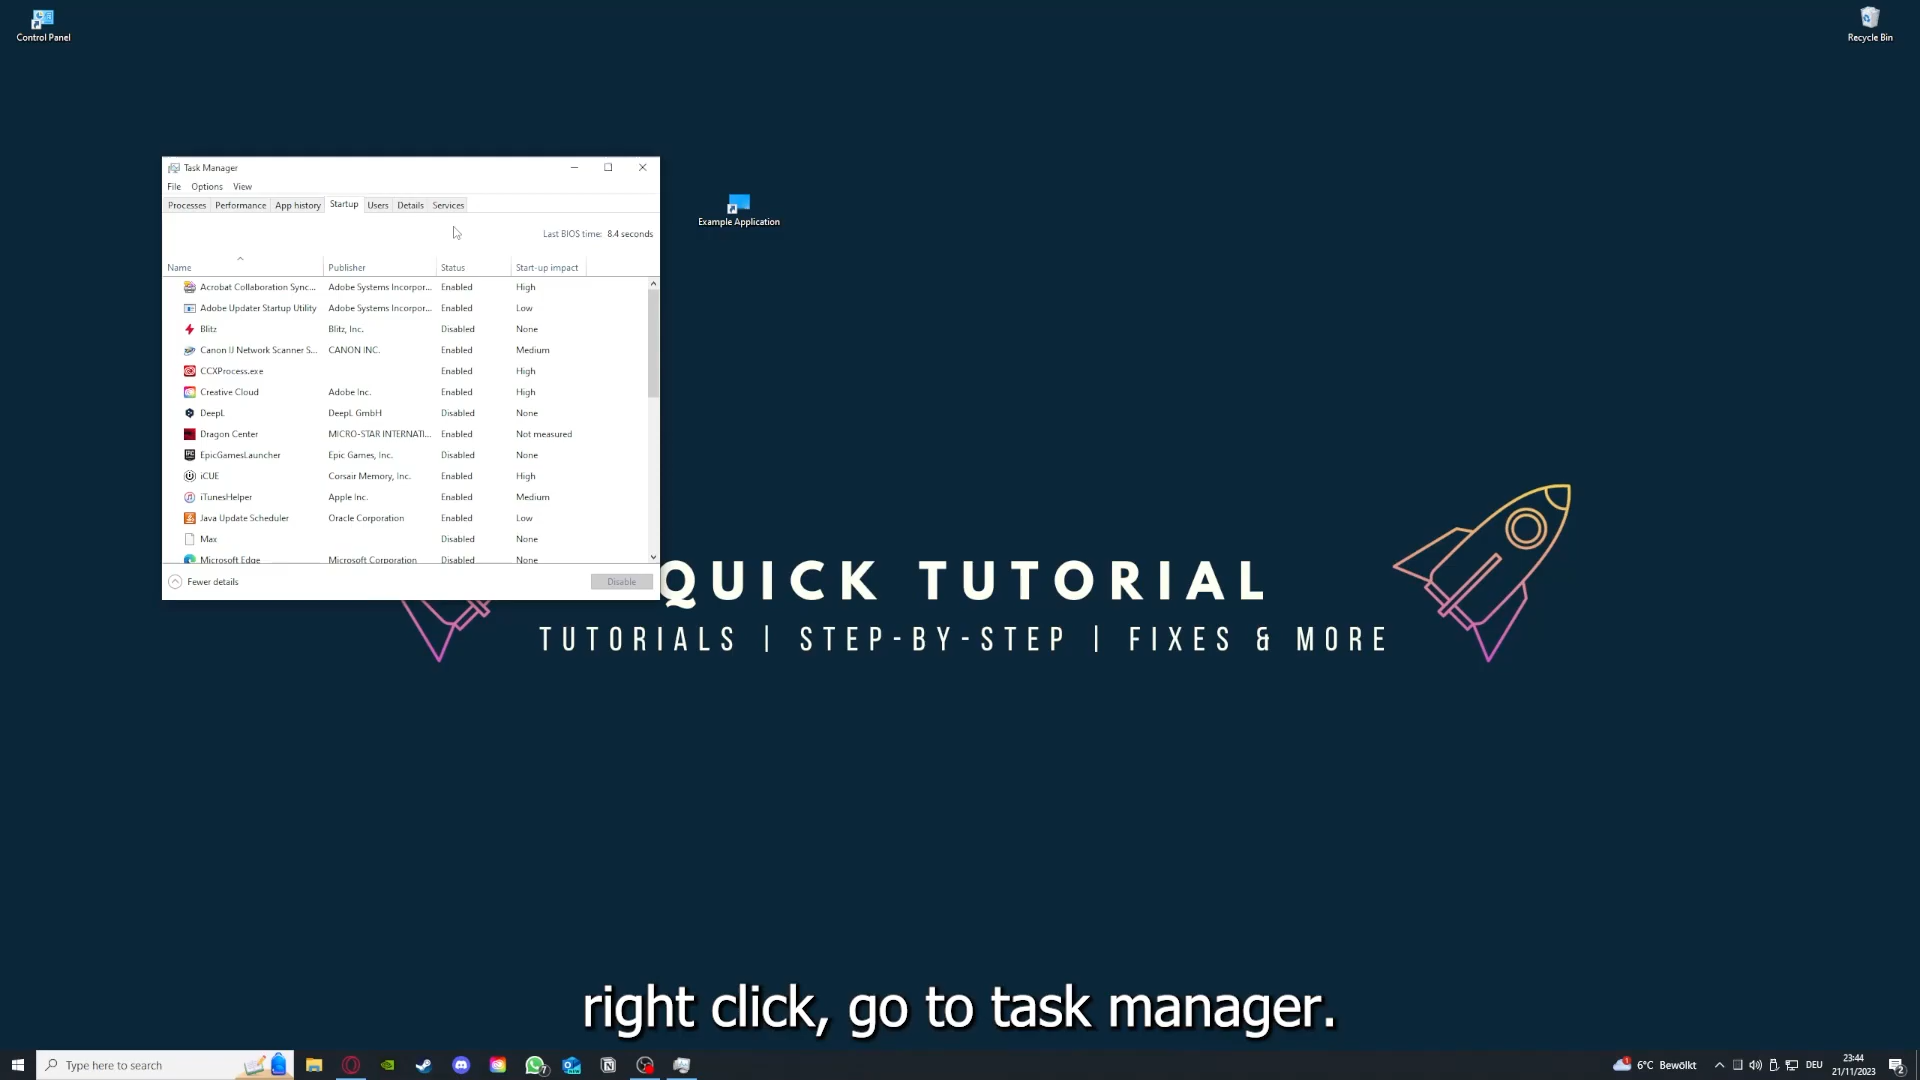 Control Panel
Recycle Bin
Task Manager
File Options View
Processes Performance App history Startup Users Details Services
Example Application
Last BIOS time: 8.4 seconds
Name Publisher Status Start-up impact
Acrobat Collaboration Sync... Adobe Systems Incorpor... Enabled High
Adobe Updater Startup Utility Adobe Systems Incorpor... Enabled Low
Blitz Blitz, Inc. Disabled None
Canon IJ Network Scanner S... CANON INC. Enabled Medium
CCXProcess.exe Enabled High
Creative Cloud Adobe Inc. Enabled High
DeepL DeepL GmbH Disabled None
Dragon Center MICRO-STAR INTERNATI... Enabled Not measured
EpicGamesLauncher Epic Games, Inc. Disabled None
iCUE Corsair Memory, Inc. Enabled High
iTunesHelper Apple Inc. Enabled Medium
Java Update Scheduler Oracle Corporation Enabled Low
Max Disabled None
Microsoft Edge Microsoft Corporation Disabled None
Fewer details Disable
QUICK TUTORIAL
TUTORIALS | STEP-BY-STEP | FIXES & MORE
right click, go to task manager.
Type here to search
7
1
6°C Bewölkt
DEU
23:44
21/11/2023
2